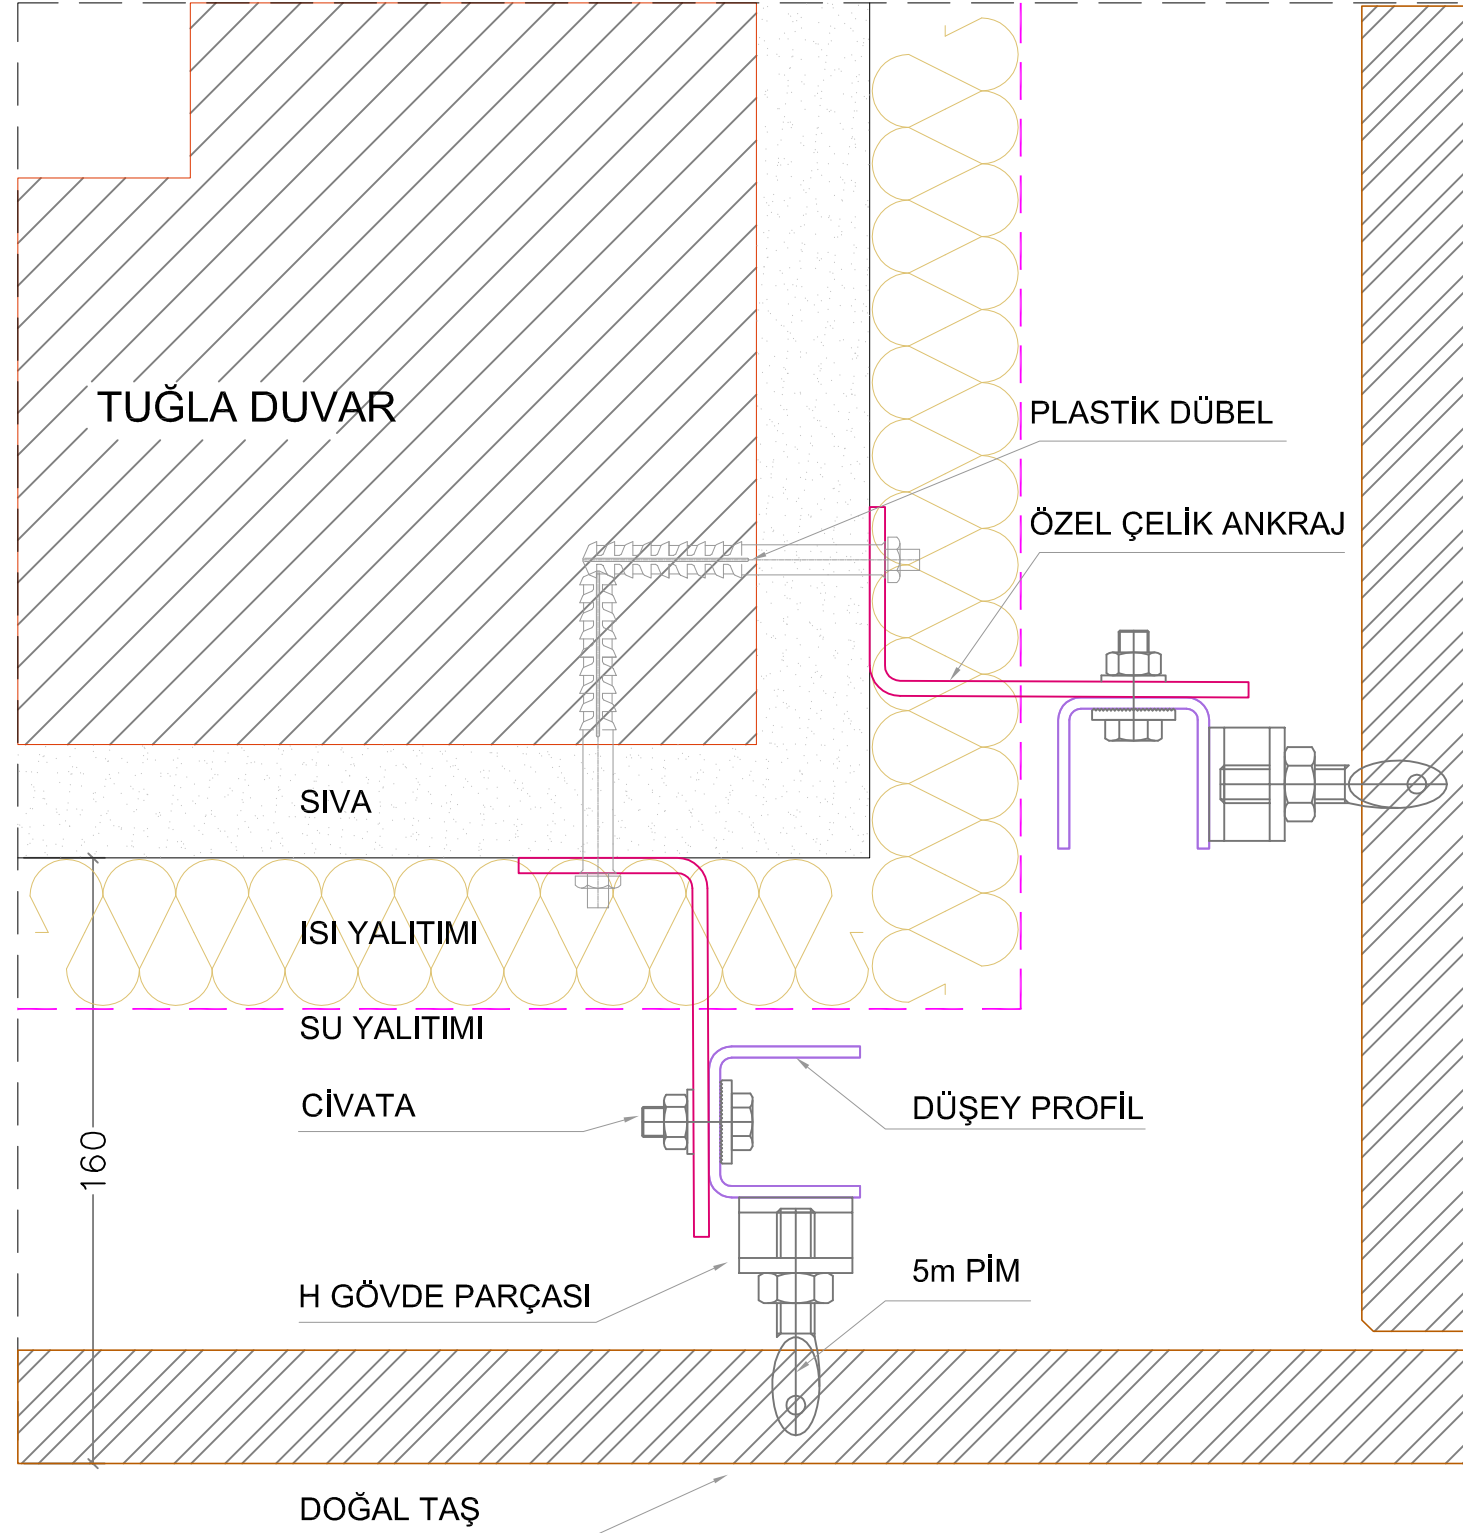 TUĞLA DUVAR
PLASTİK DÜBEL
ÖZEL ÇELİK ANKRAJ
SIVA
ISI YALITIMI
SU YALITIMI
CİVATA
DÜŞEY PROFİL
160
5m PİM
H GÖVDE PARÇASI
DOĞAL TAŞ